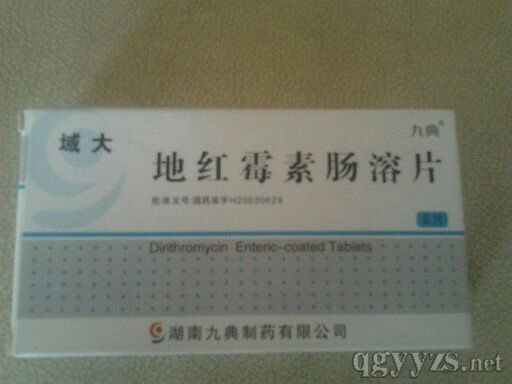 九典®
域大
地红霉素肠溶片
批准文号:国药准字H20030629
6片
Dirithromycin Enteric-coated Tablets
湖南九典制药有限公司
qgyyzs.net